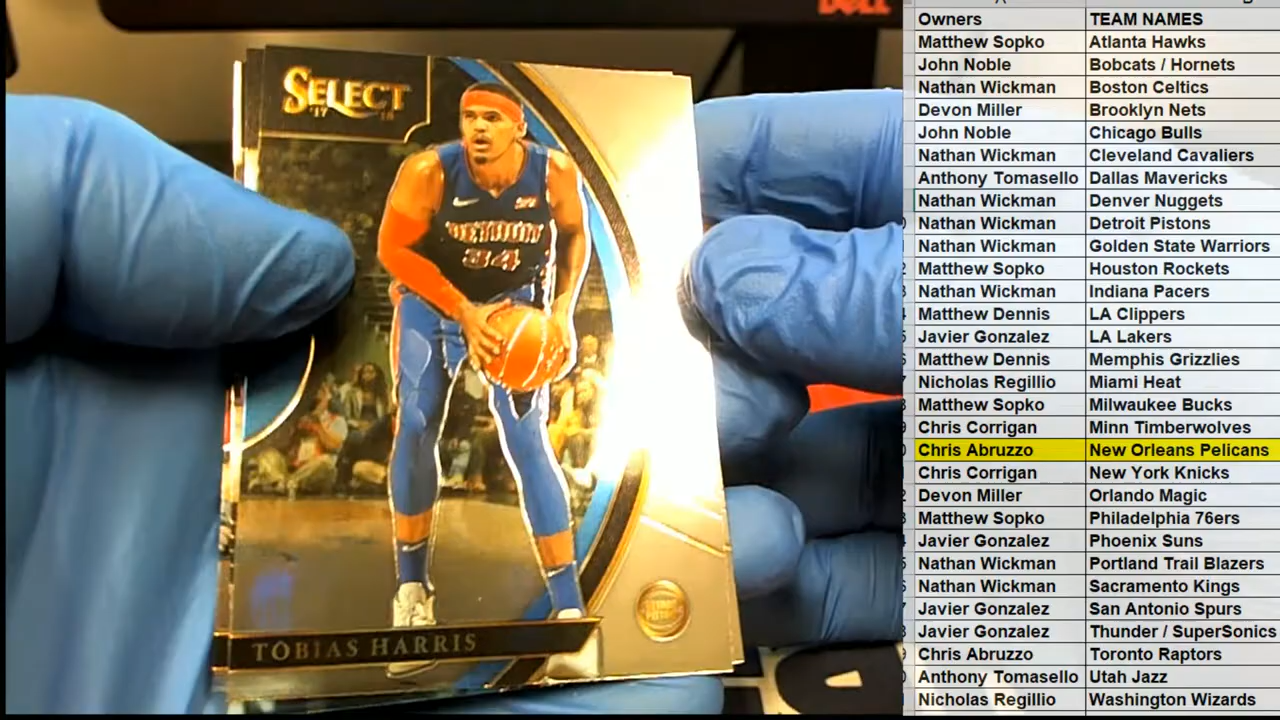 DELL
SELECT
'17 18
DETROIT
34
TOBIAS HARRIS
Owners TEAM NAMES
Matthew Sopko Atlanta Hawks
John Noble Bobcats / Hornets
Nathan Wickman Boston Celtics
Devon Miller Brooklyn Nets
John Noble Chicago Bulls
Nathan Wickman Cleveland Cavaliers
Anthony Tomasello Dallas Mavericks
Nathan Wickman Denver Nuggets
Nathan Wickman Detroit Pistons
Nathan Wickman Golden State Warriors
Matthew Sopko Houston Rockets
Nathan Wickman Indiana Pacers
Matthew Dennis LA Clippers
Javier Gonzalez LA Lakers
Matthew Dennis Memphis Grizzlies
Nicholas Regillio Miami Heat
Matthew Sopko Milwaukee Bucks
Chris Corrigan Minn Timberwolves
Chris Abruzzo New Orleans Pelicans
Chris Corrigan New York Knicks
Devon Miller Orlando Magic
Matthew Sopko Philadelphia 76ers
Javier Gonzalez Phoenix Suns
Nathan Wickman Portland Trail Blazers
Nathan Wickman Sacramento Kings
Javier Gonzalez San Antonio Spurs
Javier Gonzalez Thunder / SuperSonics
Chris Abruzzo Toronto Raptors
Anthony Tomasello Utah Jazz
Nicholas Regillio Washington Wizards